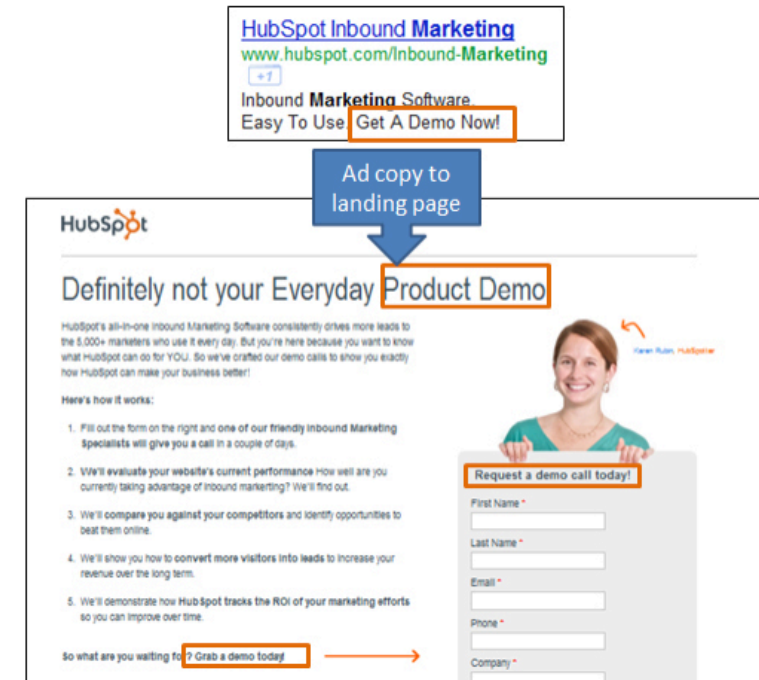 HubSpot Inbound Marketing
www.hubspot.com/Inbound-Marketing
+1
Inbound Marketing Software.
Easy To Use. Get A Demo Now!
Ad copy to
landing page
HubSpot
Definitely not your Everyday Product Demo
HubSpot's all-in-one Inbound Marketing Software consistently drives more leads to
the 5,000+ marketers who use it every day. But you're here because you want to know
what HubSpot can do for YOU. So we've crafted our demo calls to show you exactly
how HubSpot can make your business better!
Here's how it works:
1. Fill out the form on the right and one of our friendly Inbound Marketing
Specialists will give you a call in a couple of days.
2. We'll evaluate your website's current performance How well are you
currently taking advantage of inbound markerting? We'll find out.
3. We'll compare you against your competitors and identify opportunities to
beat them online.
4. We'll show you how to convert more visitors into leads to increase your
revenue over the long term.
5. We'll demonstrate how HubSpot tracks the ROI of your marketing efforts
so you can improve over time.
So what are you waiting for? Grab a demo today!
Karen Rubin, HubSpotter
Request a demo call today!
First Name *
Last Name *
Email *
Phone *
Company *